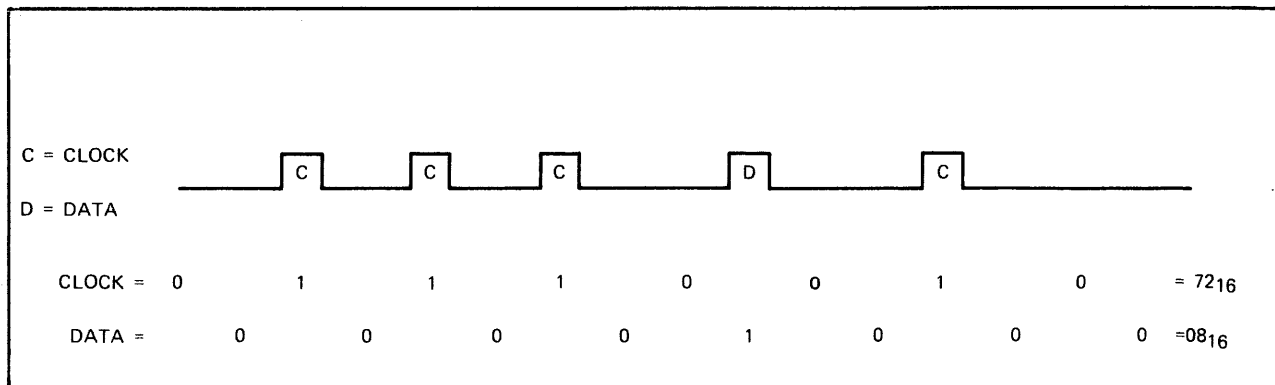 C = CLOCK
C C C D C
D = DATA
CLOCK = 0 1 1 1 0 0 1 0 = 72₁₆
DATA = 0 0 0 0 1 0 0 0 =08₁₆